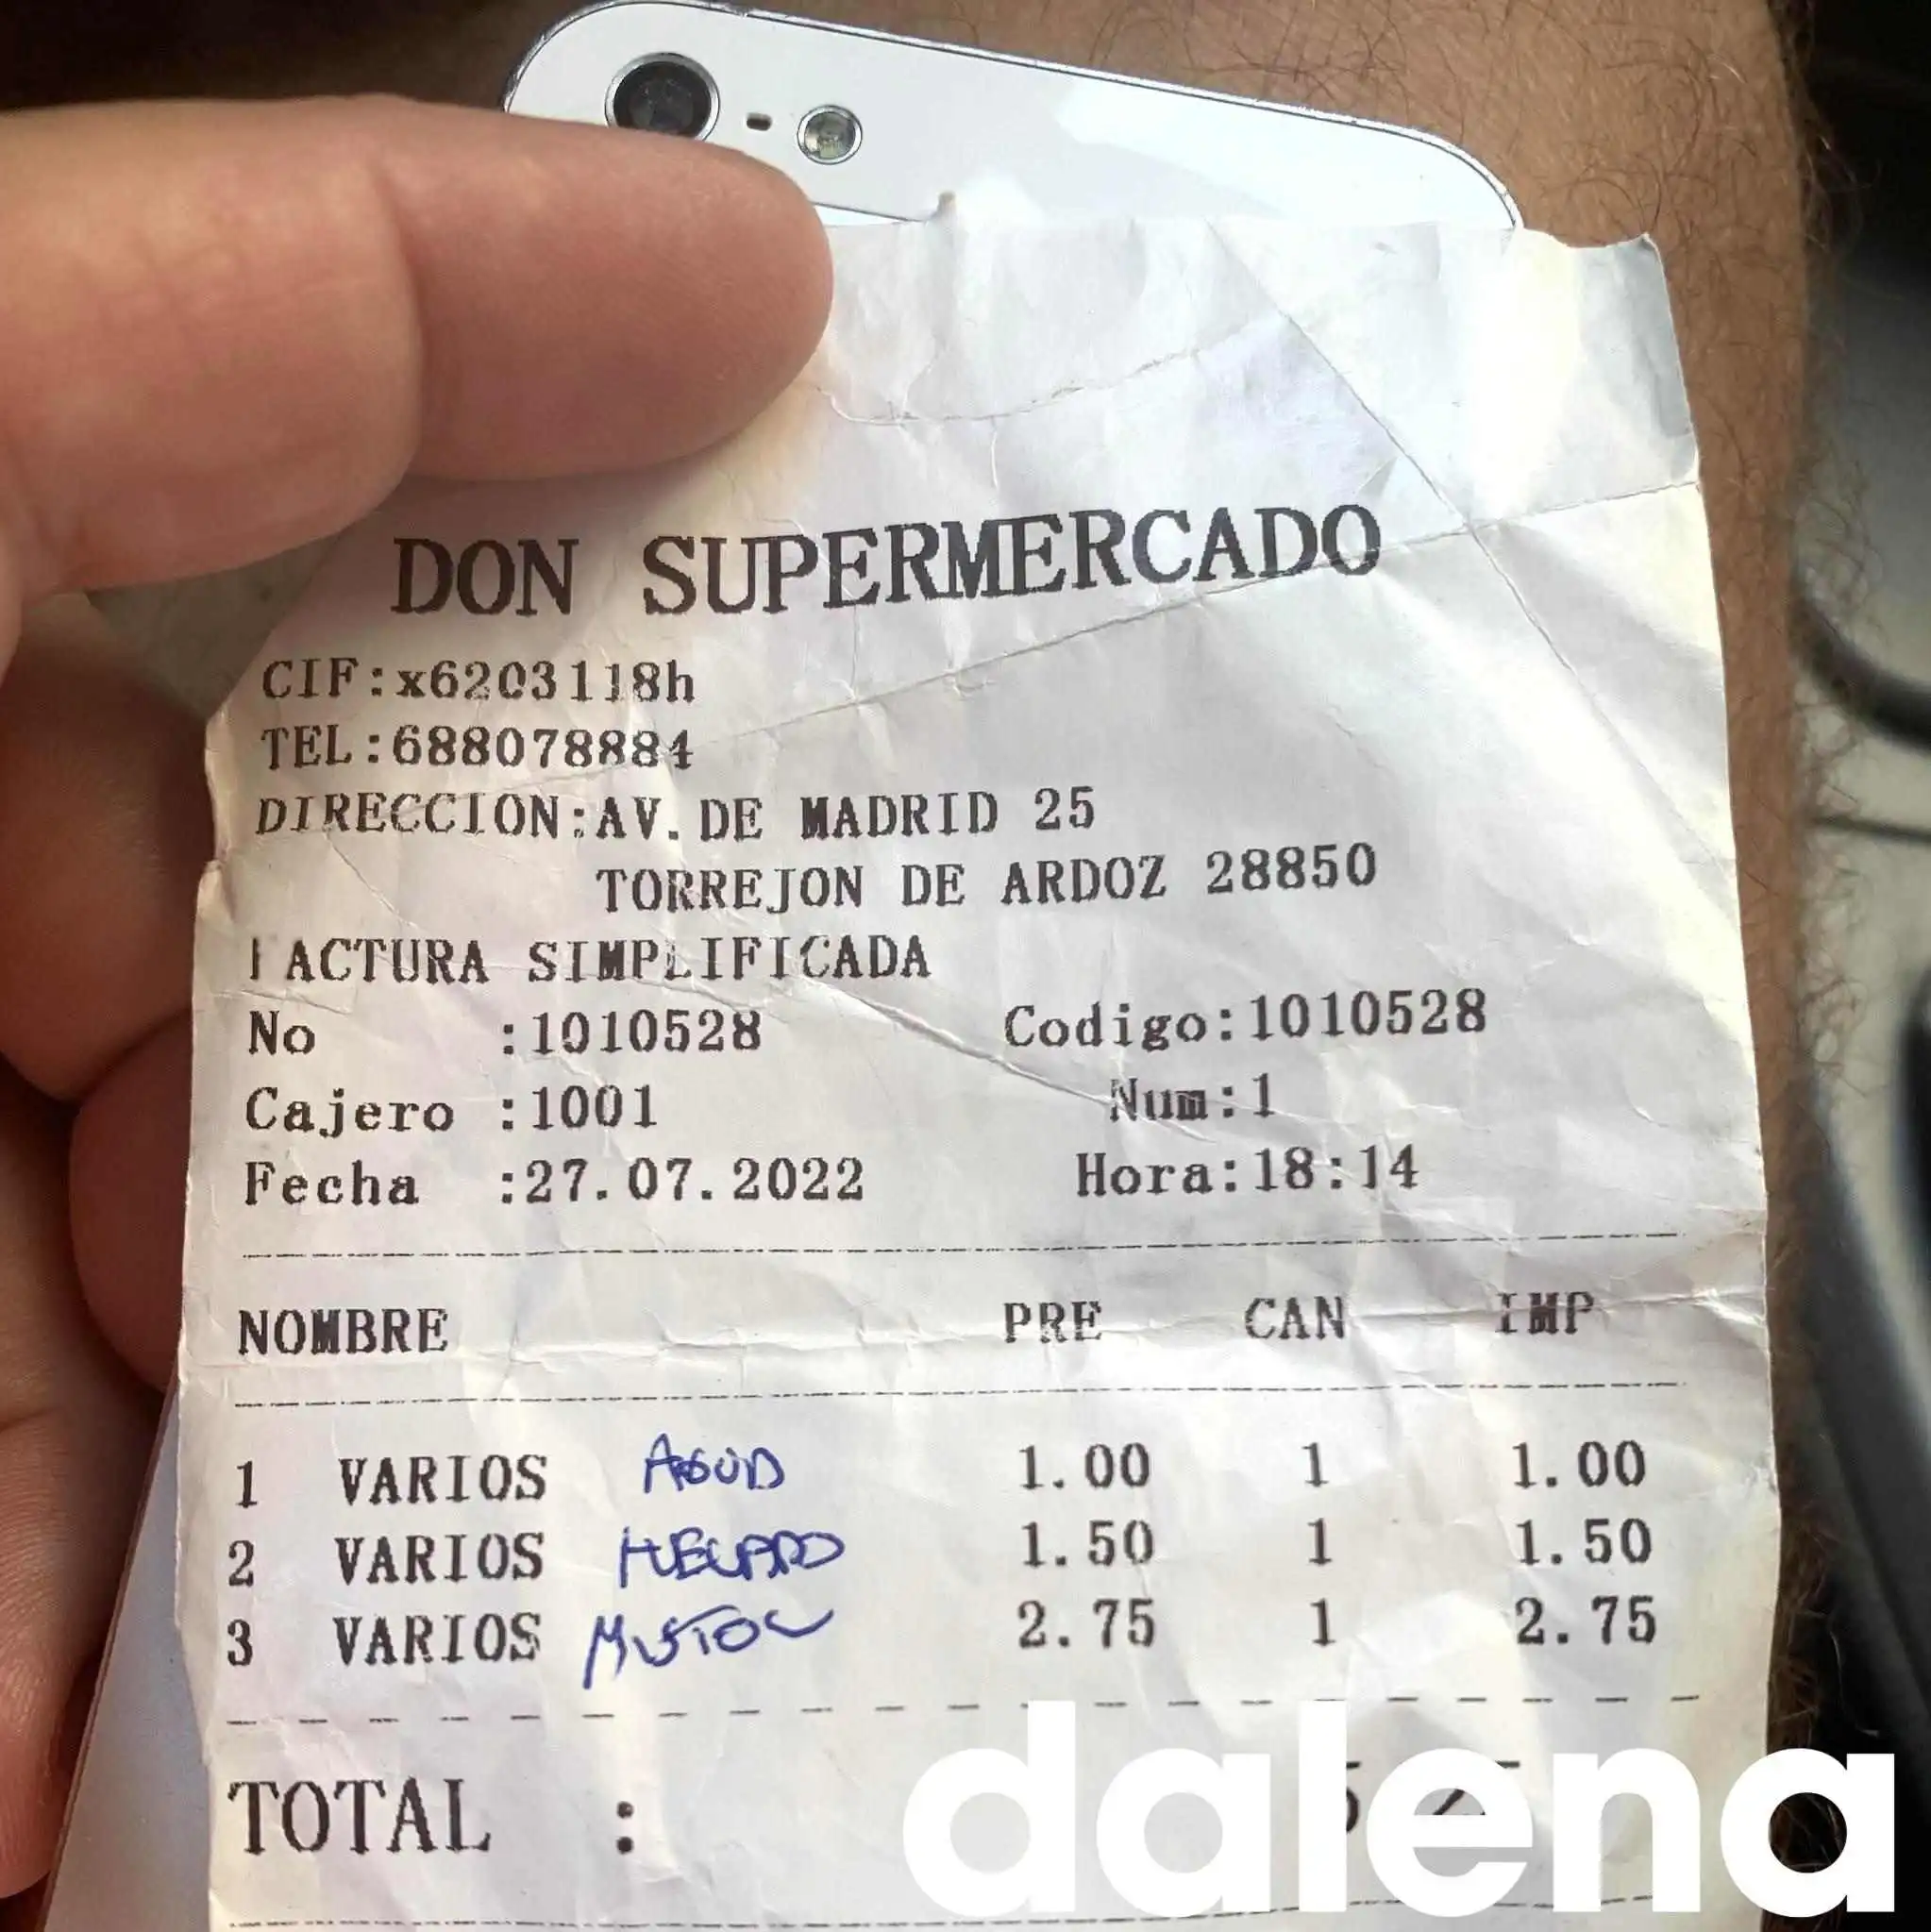 DON SUPERMERCADO
CIF:x6203118h
TEL:688078884
DIRECCION:AV.DE MADRID 25
TORREJON DE ARDOZ 28850
FACTURA SIMPLIFICADA
No :1010528 Codigo:1010528
Cajero :1001 Num:1
Fecha :27.07.2022 Hora:18:14
NOMBRE PRE CAN IMP
1 VARIOS AGUA 1.00 1 1.00
2 VARIOS HELADO 1.50 1 1.50
3 VARIOS 2.75 1 2.75
TOTAL :
dalena